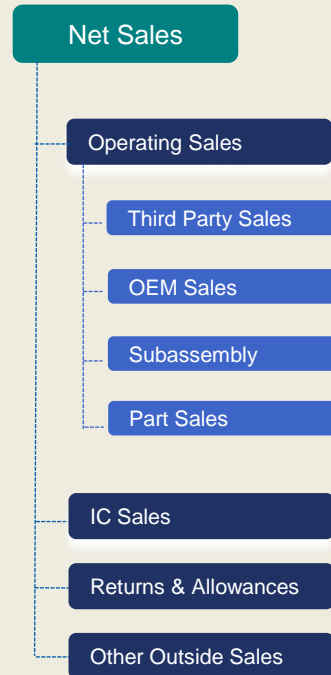 Net Sales
Operating Sales
Third Party Sales
OEM Sales
Subassembly
Part Sales
IC Sales
Returns & Allowances
Other Outside Sales